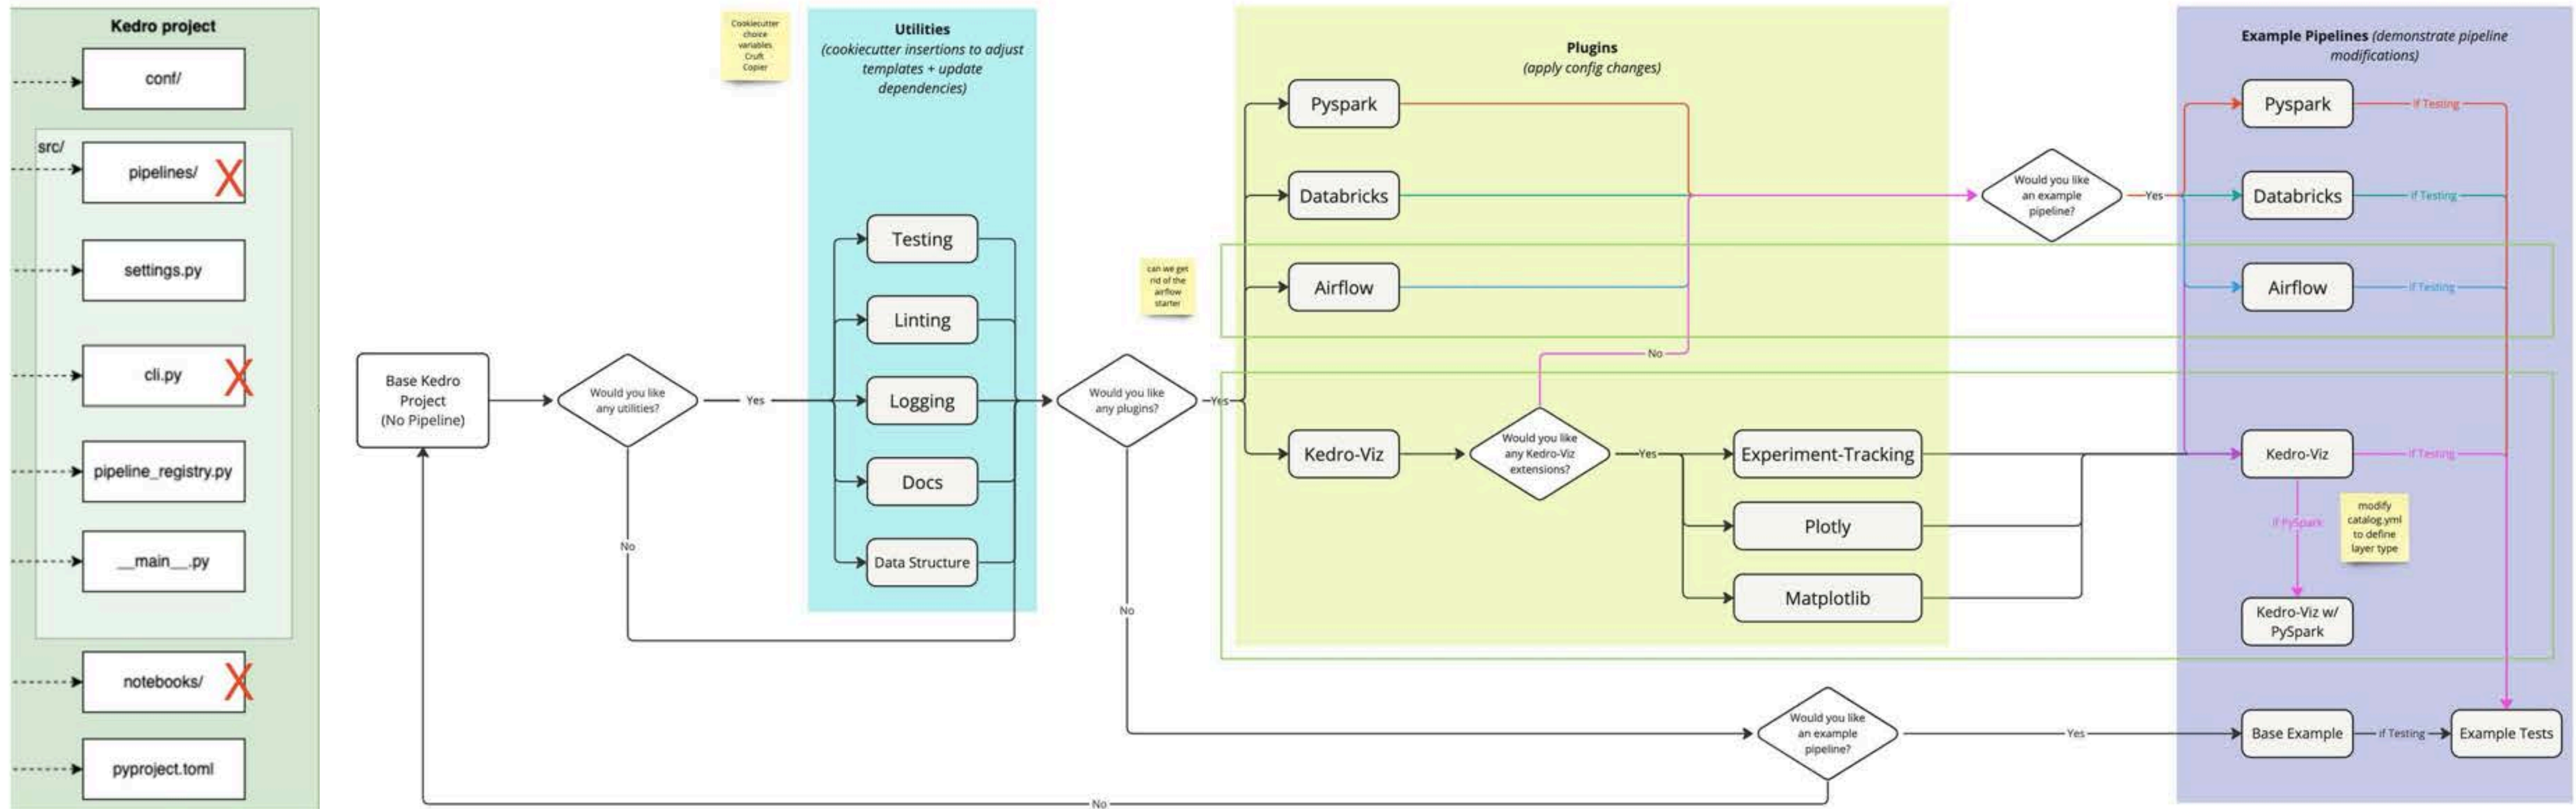 Kedro project
conf/
src/
pipelines/
X
settings.py
cli.py
X
pipeline_registry.py
__main__.py
notebooks/
X
pyproject.toml
Base Kedro
Project
(No Pipeline)
Would you like
any utilities?
Yes
No
Cookiecutter
choice
variables
Cruft
Copier
Utilities
(cookiecutter insertions to adjust
templates + update
dependencies)
Testing
Linting
Logging
Docs
Data Structure
Would you like
any plugins?
Yes
No
can we get
rid of the
airflow
starter
Plugins
(apply config changes)
Pyspark
Databricks
Airflow
Kedro-Viz
No
Would you like
any Kedro-Viz
extensions?
Yes
Experiment-Tracking
Plotly
Matplotlib
Would you like
an example
pipeline?
Yes
Example Pipelines (demonstrate pipeline
modifications)
Pyspark
if Testing
Databricks
if Testing
Airflow
if Testing
Kedro-Viz
if Testing
if PySpark
modify
catalog.yml
to define
layer type
Kedro-Viz w/
PySpark
Would you like
an example
pipeline?
Yes
Base Example
if Testing
Example Tests
No